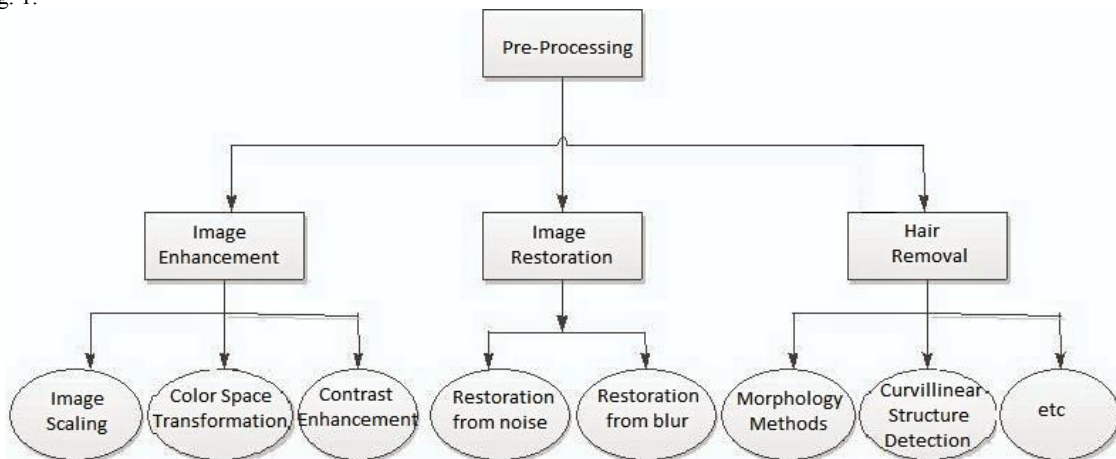 g. 1.
Pre-Processing
Image
Enhancement
Image
Restoration
Hair
Removal
Image
Scaling
Color Space
Transformation
Contrast
Enhancement
Restoration
from noise
Restoration
from blur
Morphology
Methods
Curvillinear
Structure
Detection
etc